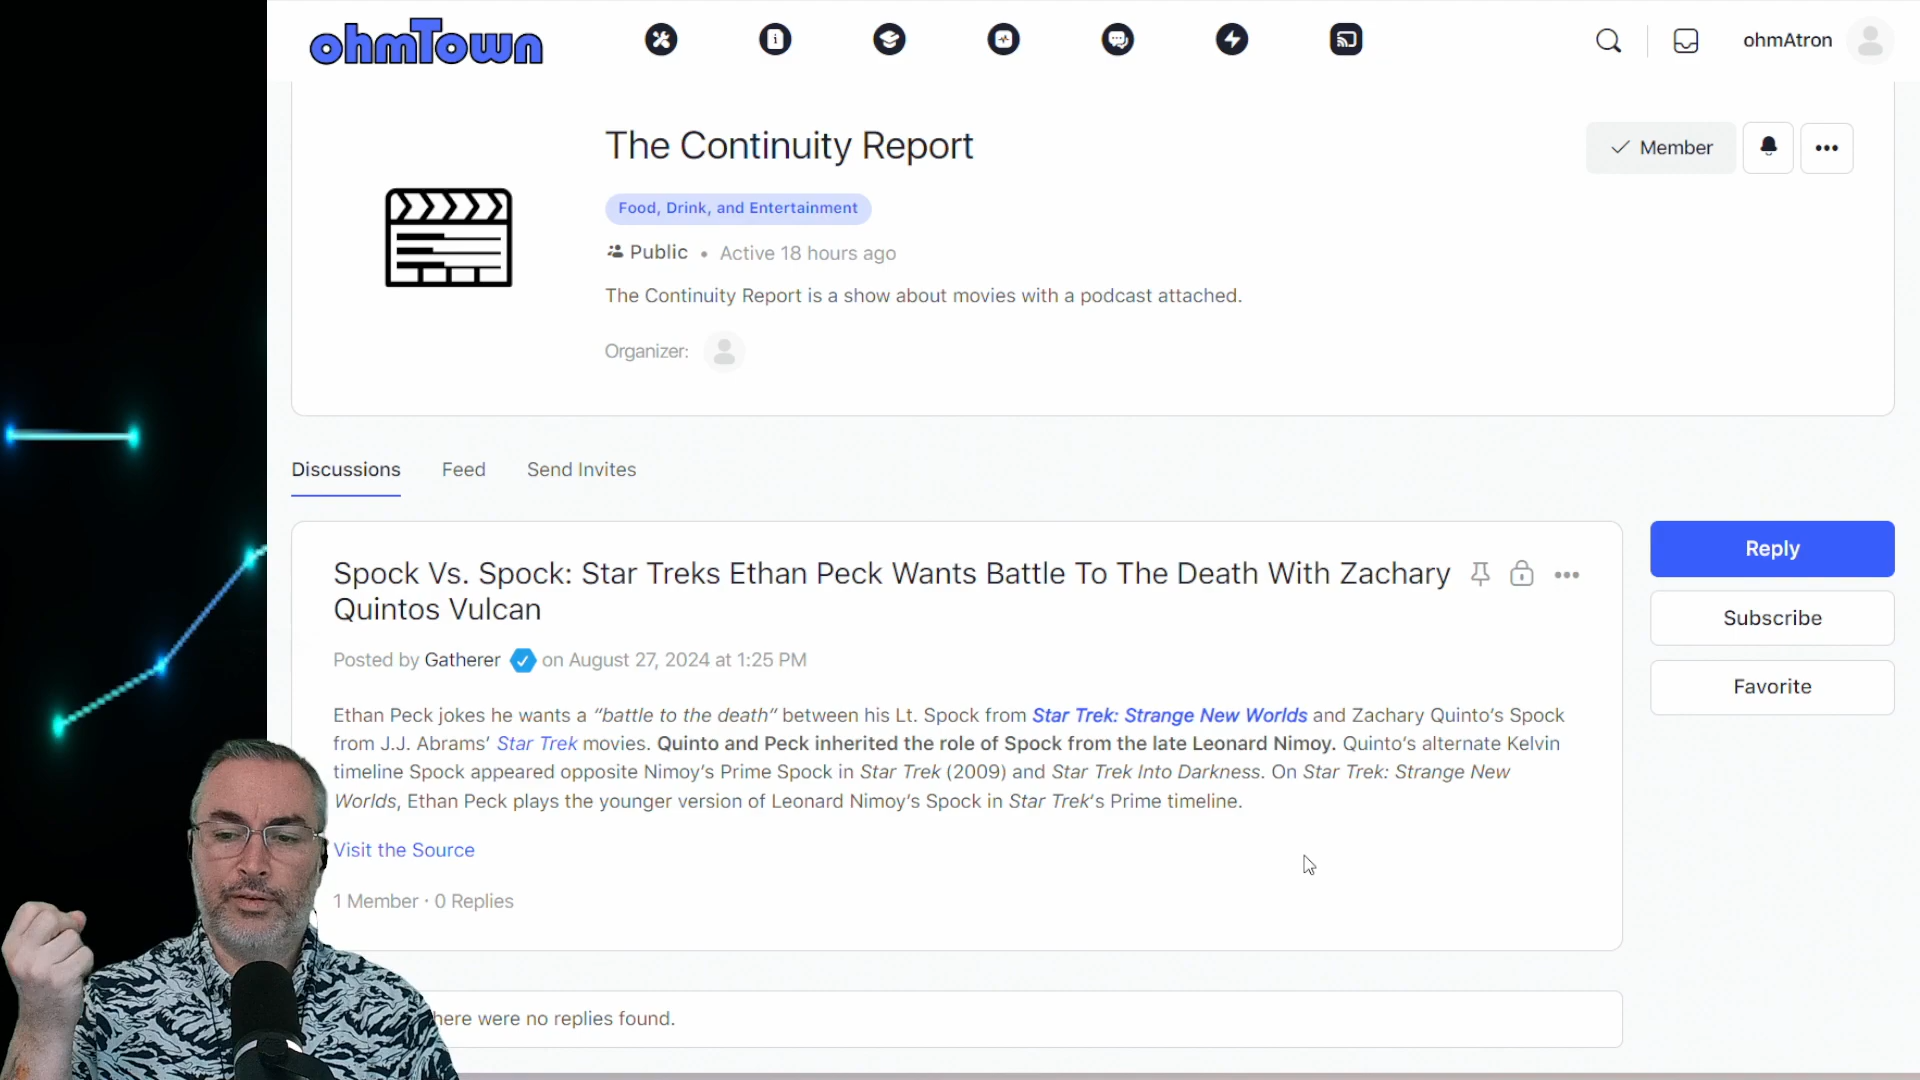 ohmTown
ohmAtron
The Continuity Report
Member
Food, Drink, and Entertainment
Public • Active 18 hours ago
The Continuity Report is a show about movies with a podcast attached.
Organizer:
Discussions Feed Send Invites
Spock Vs. Spock: Star Treks Ethan Peck Wants Battle To The Death With Zachary
Quintos Vulcan
Posted by Gatherer on August 27, 2024 at 1:25 PM
Ethan Peck jokes he wants a “battle to the death” between his Lt. Spock from Star Trek: Strange New Worlds and Zachary Quinto’s Spock
from J.J. Abrams’ Star Trek movies. Quinto and Peck inherited the role of Spock from the late Leonard Nimoy. Quinto’s alternate Kelvin
timeline Spock appeared opposite Nimoy’s Prime Spock in Star Trek (2009) and Star Trek Into Darkness. On Star Trek: Strange New
Worlds, Ethan Peck plays the younger version of Leonard Nimoy’s Spock in Star Trek‘s Prime timeline.
Visit the Source
1 Member · 0 Replies
Reply
Subscribe
Favorite
here were no replies found.